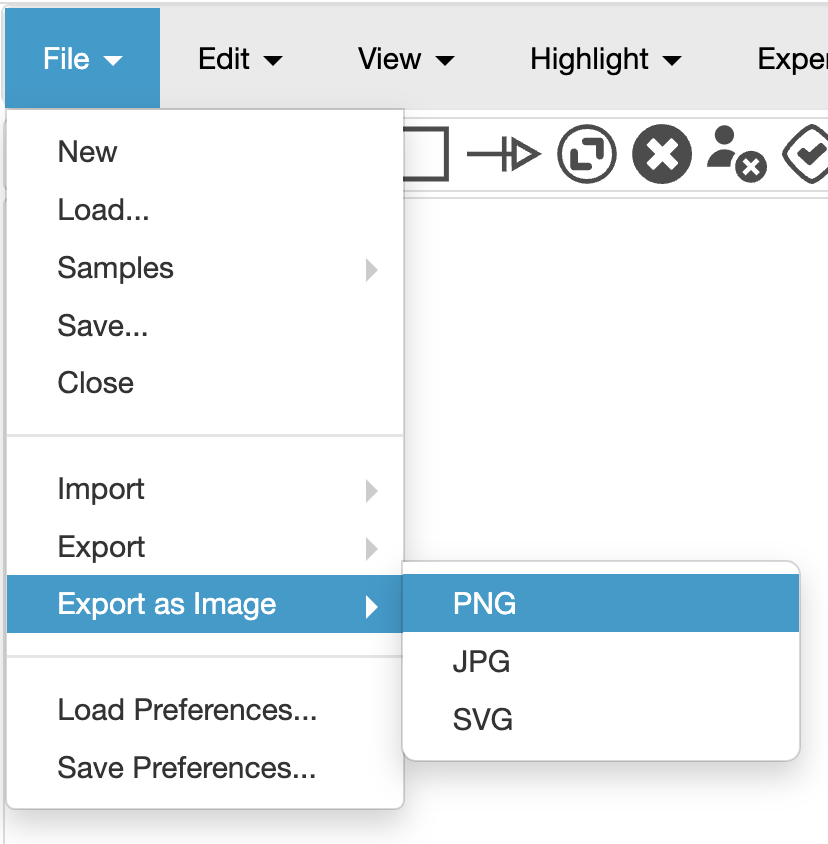 File Edit View Highlight
New
Load...
Samples
Save...
Close
Import
Export
Export as Image
PNG
JPG
SVG
Load Preferences...
Save Preferences...